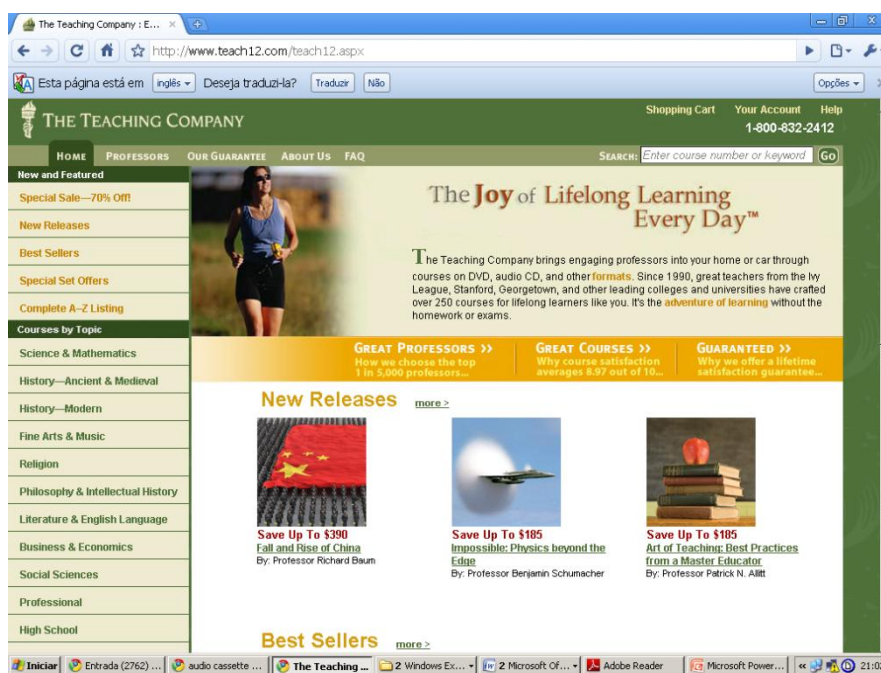 The Teaching Company : E...
http://www.teach12.com/teach12.aspx
Esta página está em inglês Deseja traduzi-la? Traduzir Não Opções
THE TEACHING COMPANY
Shopping Cart Your Account Help
1-800-832-2412
HOME PROFESSORS OUR GUARANTEE ABOUT US FAQ
SEARCH: Enter course number or keyword Go
New and Featured
Special Sale—70% Off!
New Releases
Best Sellers
Special Set Offers
Complete A–Z Listing
Courses by Topic
Science & Mathematics
History—Ancient & Medieval
History—Modern
Fine Arts & Music
Religion
Philosophy & Intellectual History
Literature & English Language
Business & Economics
Social Sciences
Professional
High School
The Joy of Lifelong Learning
Every Day™
The Teaching Company brings engaging professors into your home or car through
courses on DVD, audio CD, and other formats. Since 1990, great teachers from the Ivy
League, Stanford, Georgetown, and other leading colleges and universities have crafted
over 250 courses for lifelong learners like you. It's the adventure of learning without the
homework or exams.
GREAT PROFESSORS >>
How we choose the top
1 in 5,000 professors...
GREAT COURSES >>
Why course satisfaction
averages 8.97 out of 10...
GUARANTEED >>
Why we offer a lifetime
satisfaction guarantee...
New Releases more >
Save Up To $390
Fall and Rise of China
By: Professor Richard Baum
Save Up To $185
Impossible: Physics beyond the
Edge
By: Professor Benjamin Schumacher
Save Up To $185
Art of Teaching: Best Practices
from a Master Educator
By: Professor Patrick N. Allitt
Best Sellers more >
Iniciar Entrada (2762) ... audio cassette ... The Teaching ... 2 Windows Ex... 2 Microsoft Of... Adobe Reader Microsoft Power... 21:02